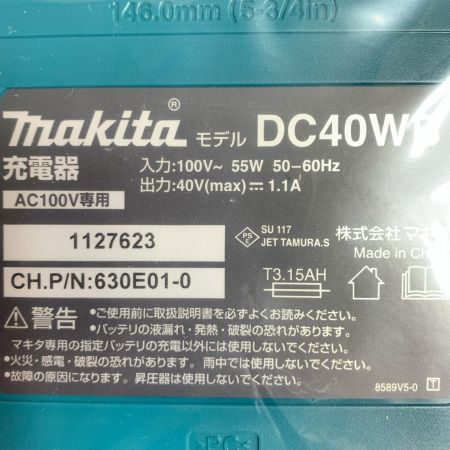 146.0mm (5-3/4in)
makita® モデル DC40WB
充電器
入力:100V~ 55W 50-60Hz
AC100V専用
出力:40V(max)⎓ 1.1A
1127623
PS E SU 117
JET TAMURA.S
株式会社マキ
Made in Ch
CH.P/N:630E01-0
T3.15AH
⚠警告
●ご使用前に取扱説明書を必ずよくお読みください。
●バッテリの液漏れ・発熱・破裂の恐れがあります。
マキタ専用の指定バッテリの充電以外には使用しないでください。
●火災・感電・破裂の恐れがあります。雨中では使用しないでください。
●故障の原因になります。昇圧器は使用しないでください。
8589V5-0 T
>PC<